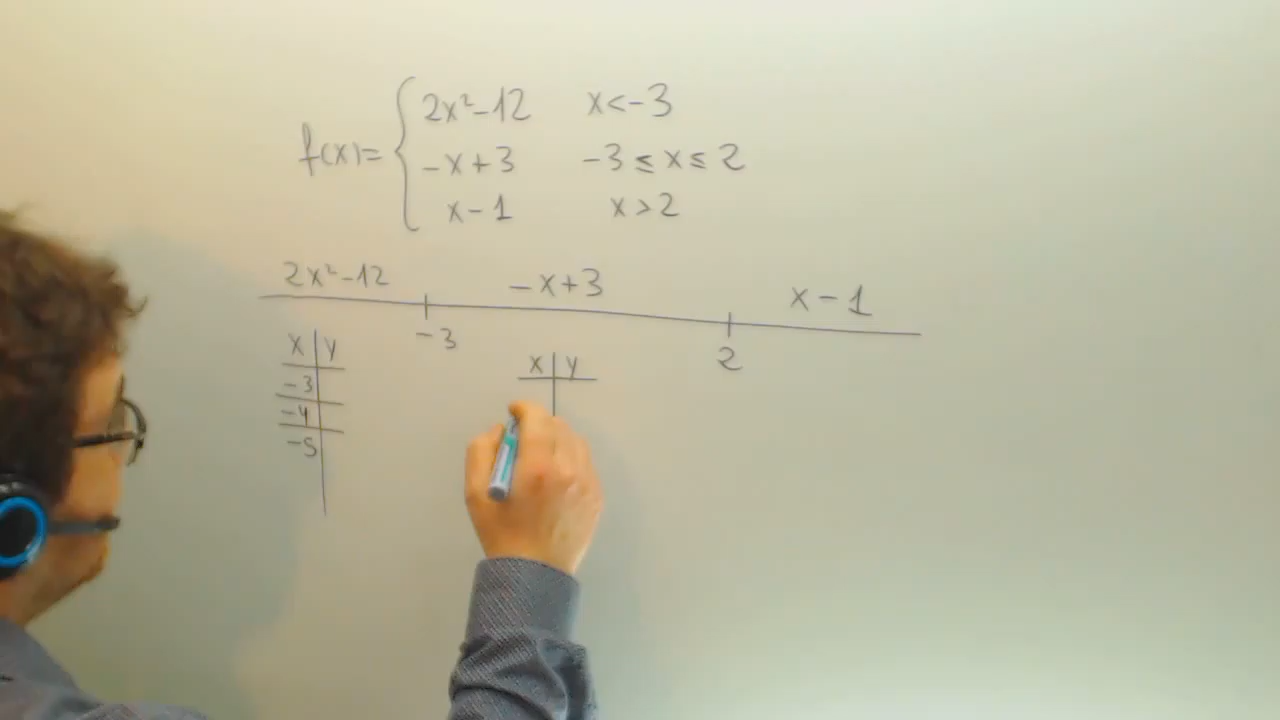 f(x)= { 2x²-12 x<-3
-x+3 -3≤x≤2
x-1 x>2
2x²-12 -x+3 x-1
-3 2
x y
-3
-4
-5
x y